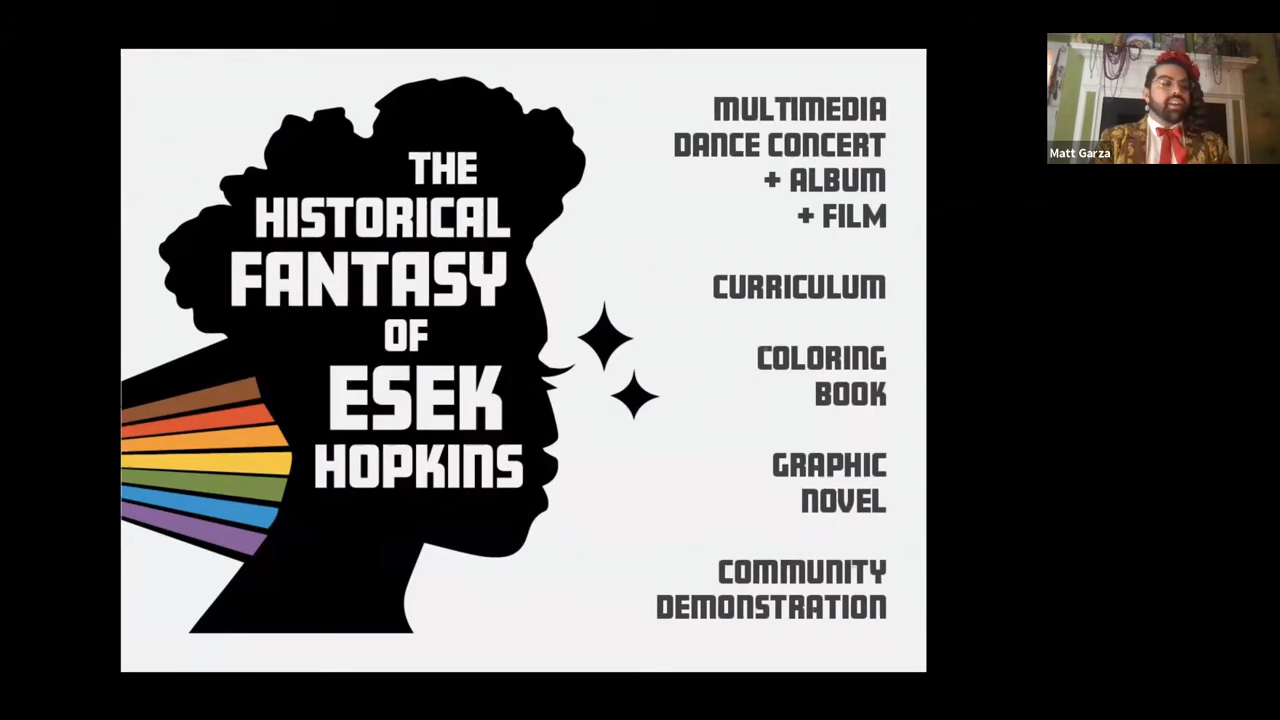 THE
HISTORICAL
FANTASY
OF
ESEK
HOPKINS
MULTIMEDIA
DANCE CONCERT
+ ALBUM
+ FILM
CURRICULUM
COLORING
BOOK
GRAPHIC
NOVEL
COMMUNITY
DEMONSTRATION
Matt Garza